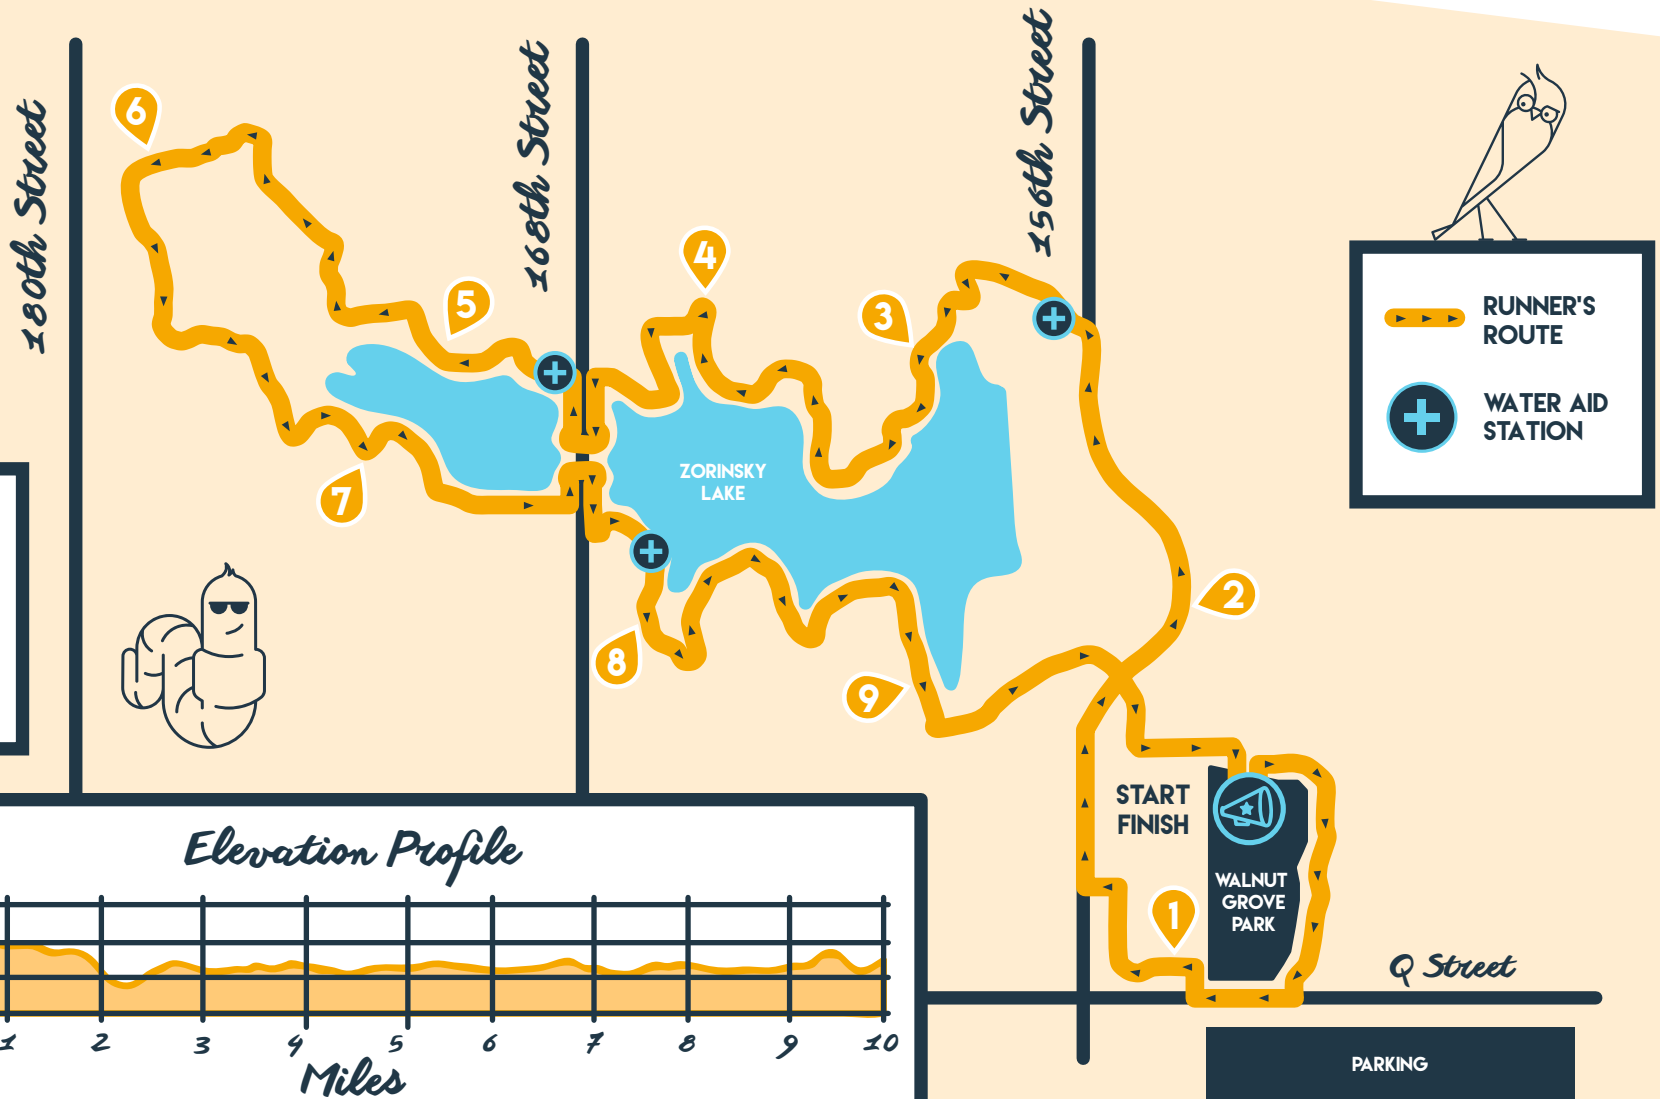 180th Street
168th Street
156th Street
6
5
4
3
7
8
9
2
1
ZORINSKY
LAKE
RUNNER'S
ROUTE
WATER AID
STATION
START
FINISH
WALNUT
GROVE
PARK
Q Street
PARKING
Elevation Profile
1 2 3 4 5 6 7 8 9 10
Miles